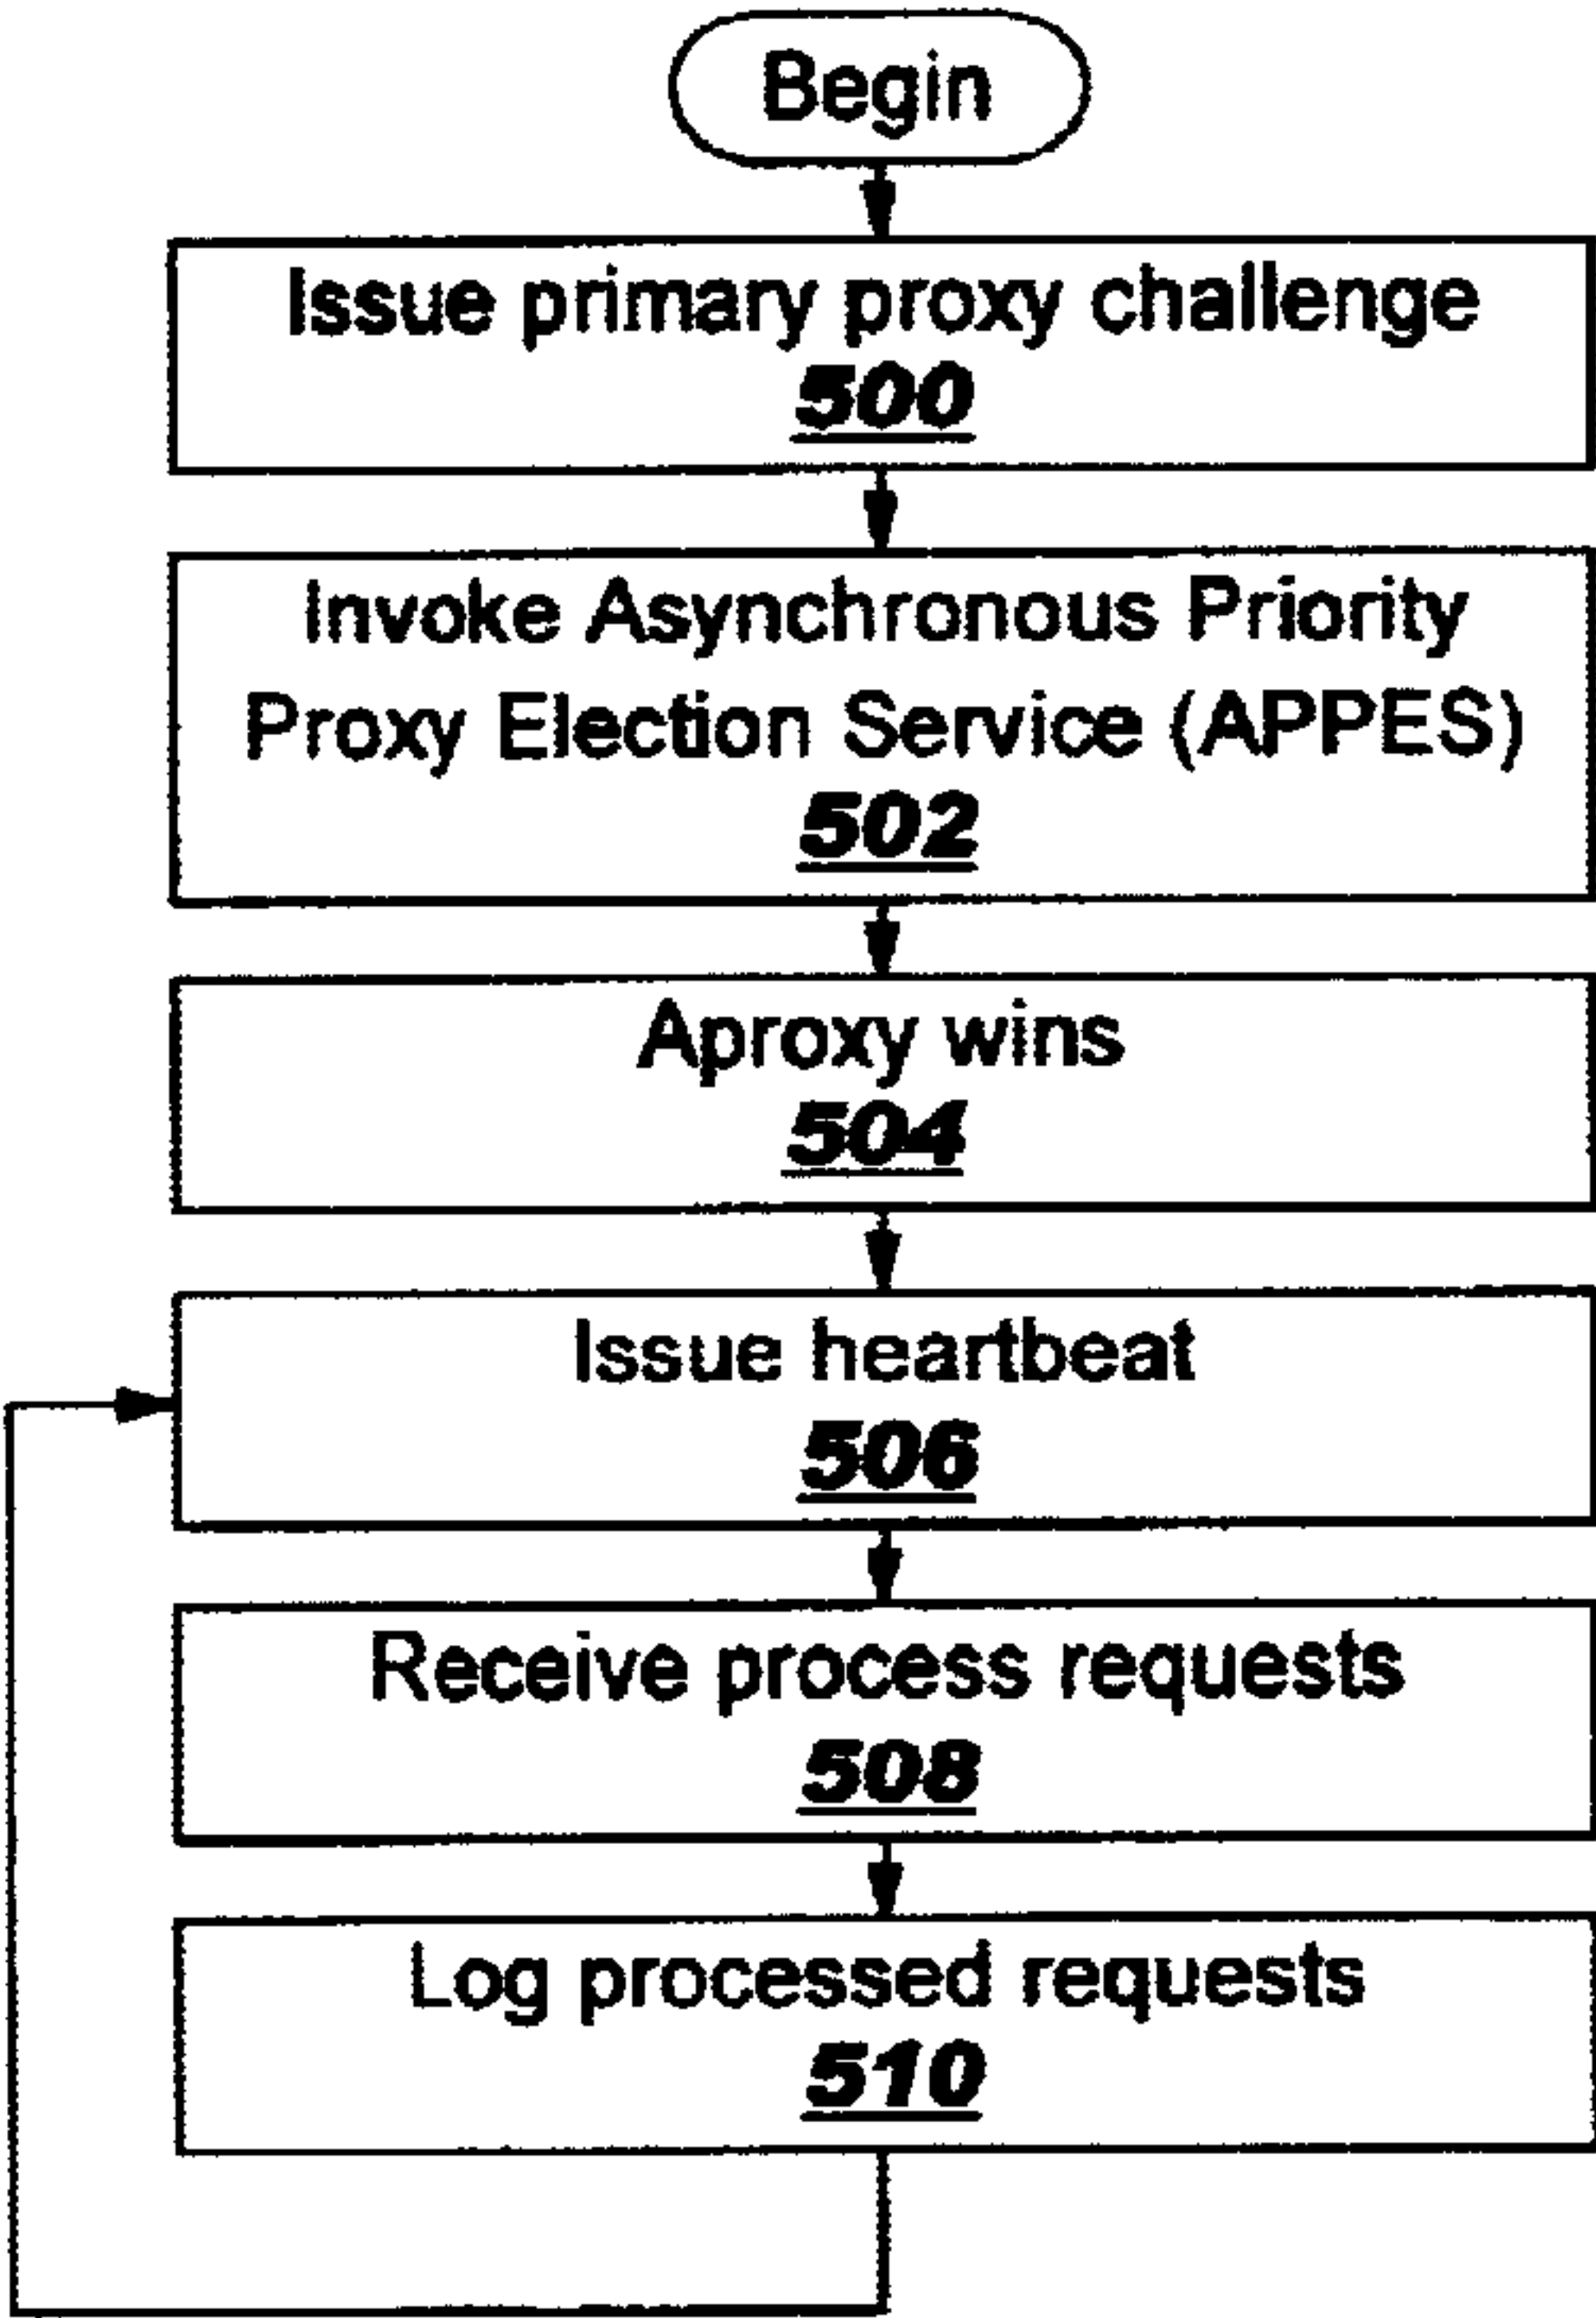 Begin
Issue primary proxy challenge
500
Invoke Asynchronous Priority
Proxy Election Service (APPES)
502
Aproxy wins
504
Issue heartbeat
506
Receive process requests
508
Log processed requests
510